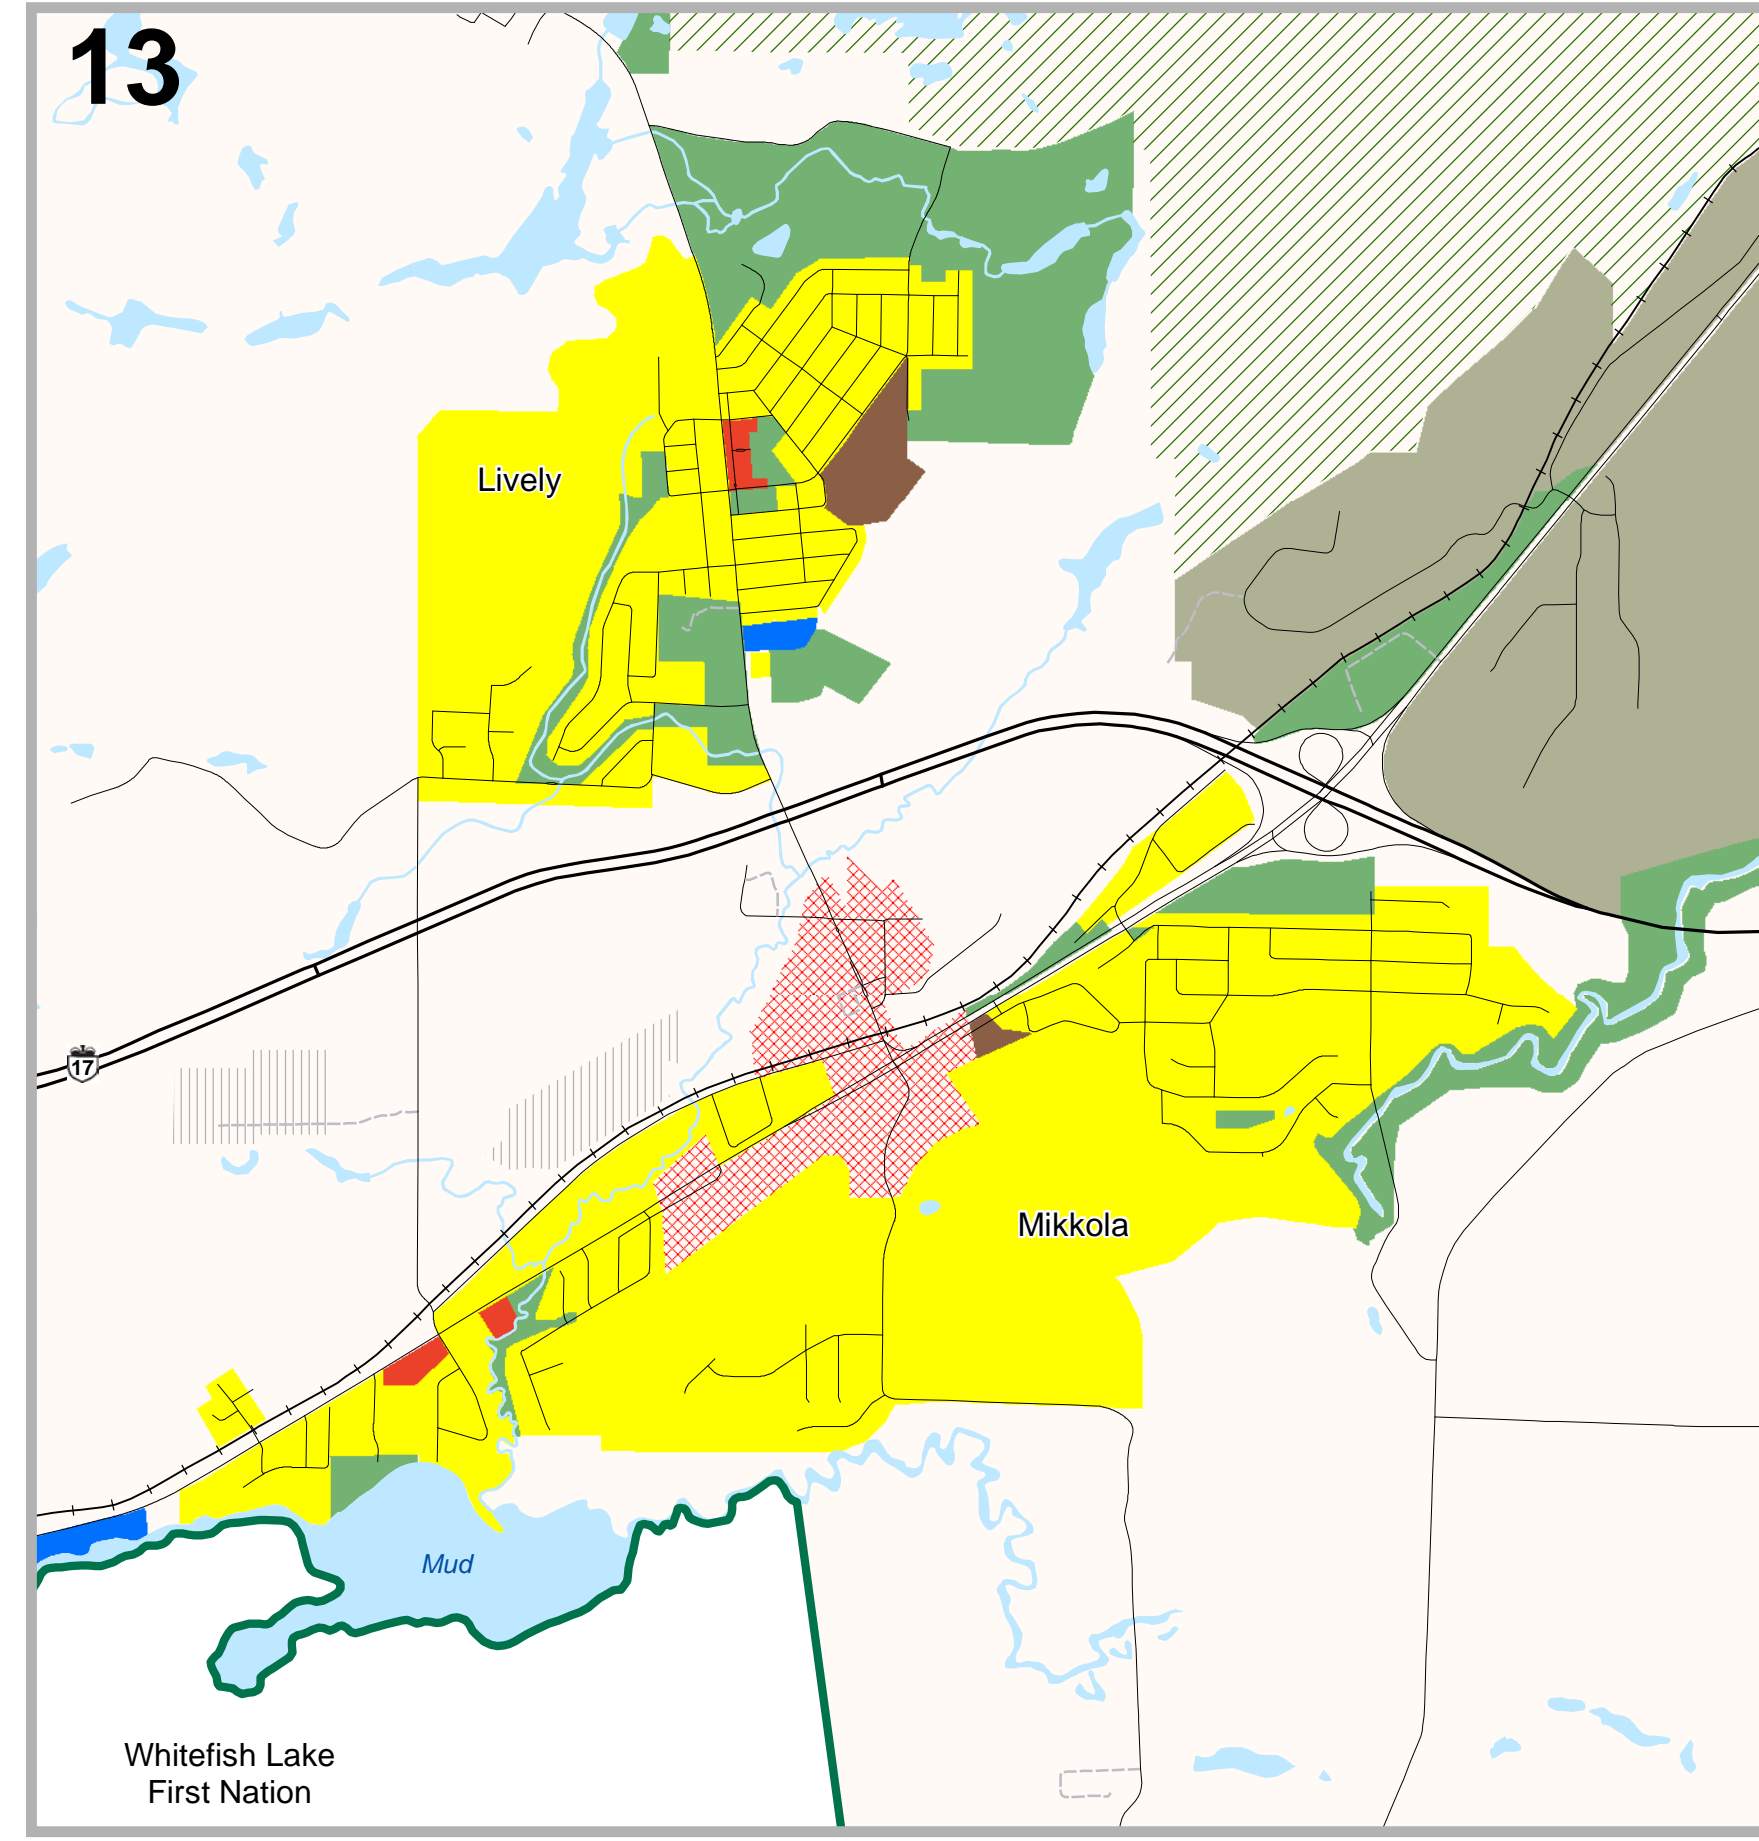 13
Lively
17
Mikkola
Mud
Whitefish Lake
First Nation